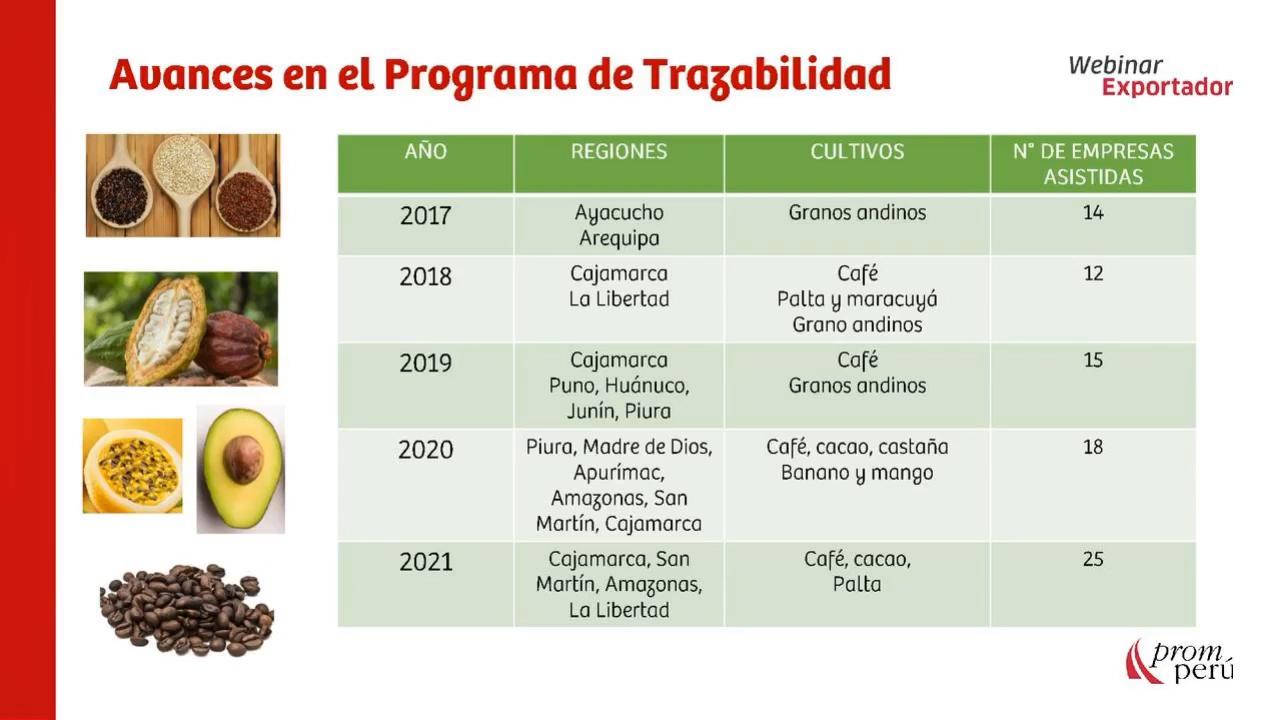 Avances en el Programa de Trazabilidad
Webinar
Exportador
AÑO REGIONES CULTIVOS N° DE EMPRESAS
ASISTIDAS
2017 Ayacucho Granos andinos 14
Arequipa
2018 Cajamarca Café 12
La Libertad Palta y maracuyá
Grano andinos
2019 Cajamarca Café 15
Puno, Huánuco, Granos andinos
Junín, Piura
2020 Piura, Madre de Dios, Café, cacao, castaña 18
Apurímac, Banano y mango
Amazonas, San
Martín, Cajamarca
2021 Cajamarca, San Café, cacao, 25
Martín, Amazonas, Palta
La Libertad
prom
perú